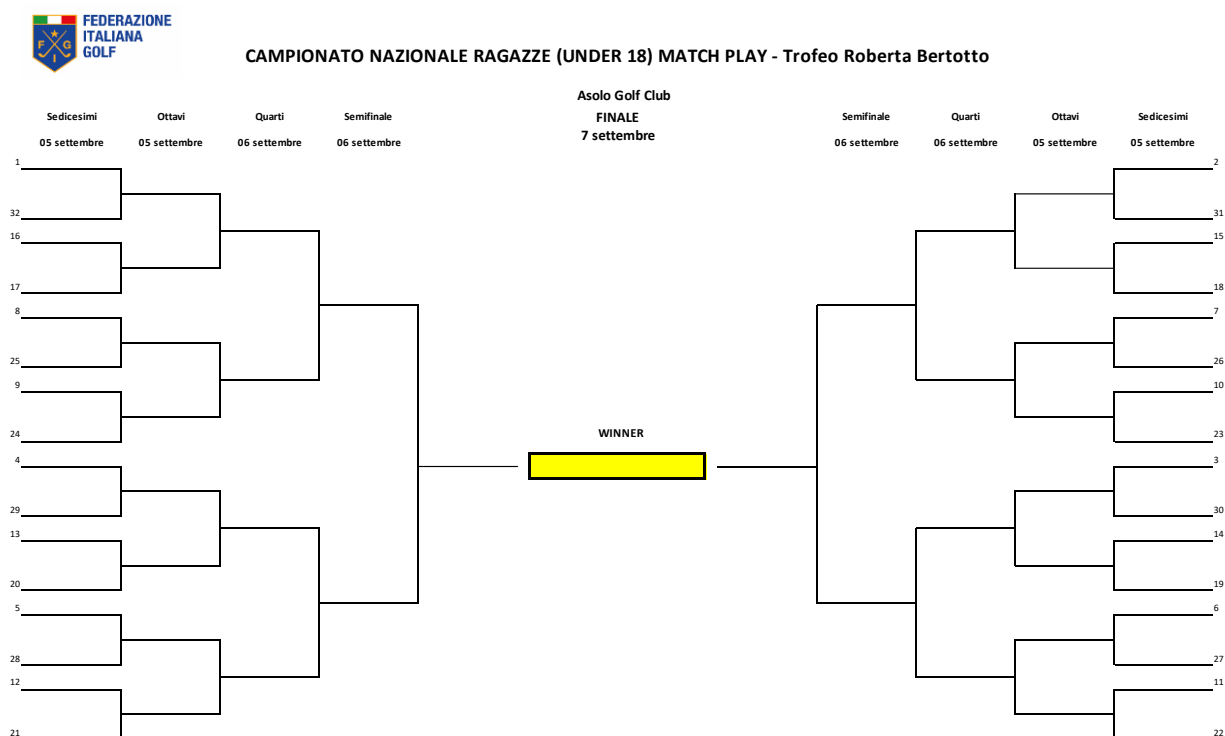 FEDERAZIONE
ITALIANA
GOLF
F I G
CAMPIONATO NAZIONALE RAGAZZE (UNDER 18) MATCH PLAY - Trofeo Roberta Bertotto
Asolo Golf Club
Sedicesimi Ottavi Quarti Semifinale FINALE Semifinale Quarti Ottavi Sedicesimi
7 settembre
05 settembre 05 settembre 06 settembre 06 settembre 06 settembre 06 settembre 05 settembre 05 settembre
1 2
32 31
16 15
17 18
8 7
25 26
9 10
24 23
WINNER
4 3
29 30
13 14
20 19
5 6
28 27
12 11
21 22